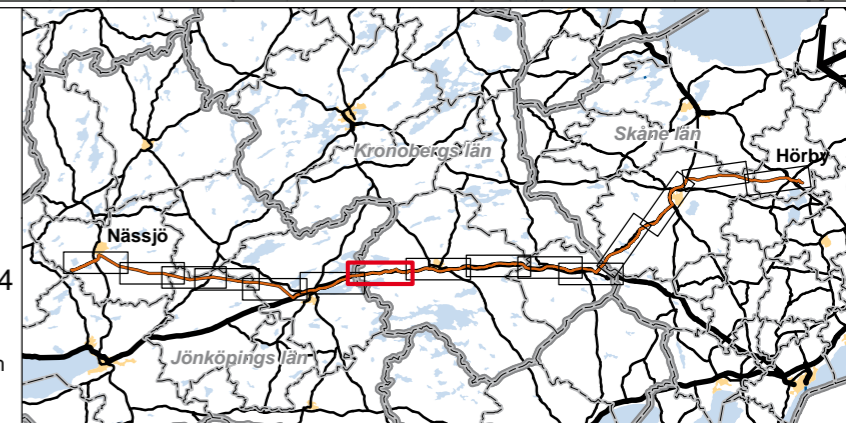 Skåne län
Kronobergs län
Hörby
Nässjö
4
Jönköpings län
n